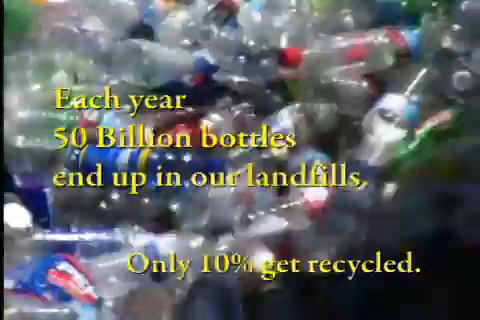 Each year
50 Billion bottles
end up in our landfills.
Only 10% get recycled.